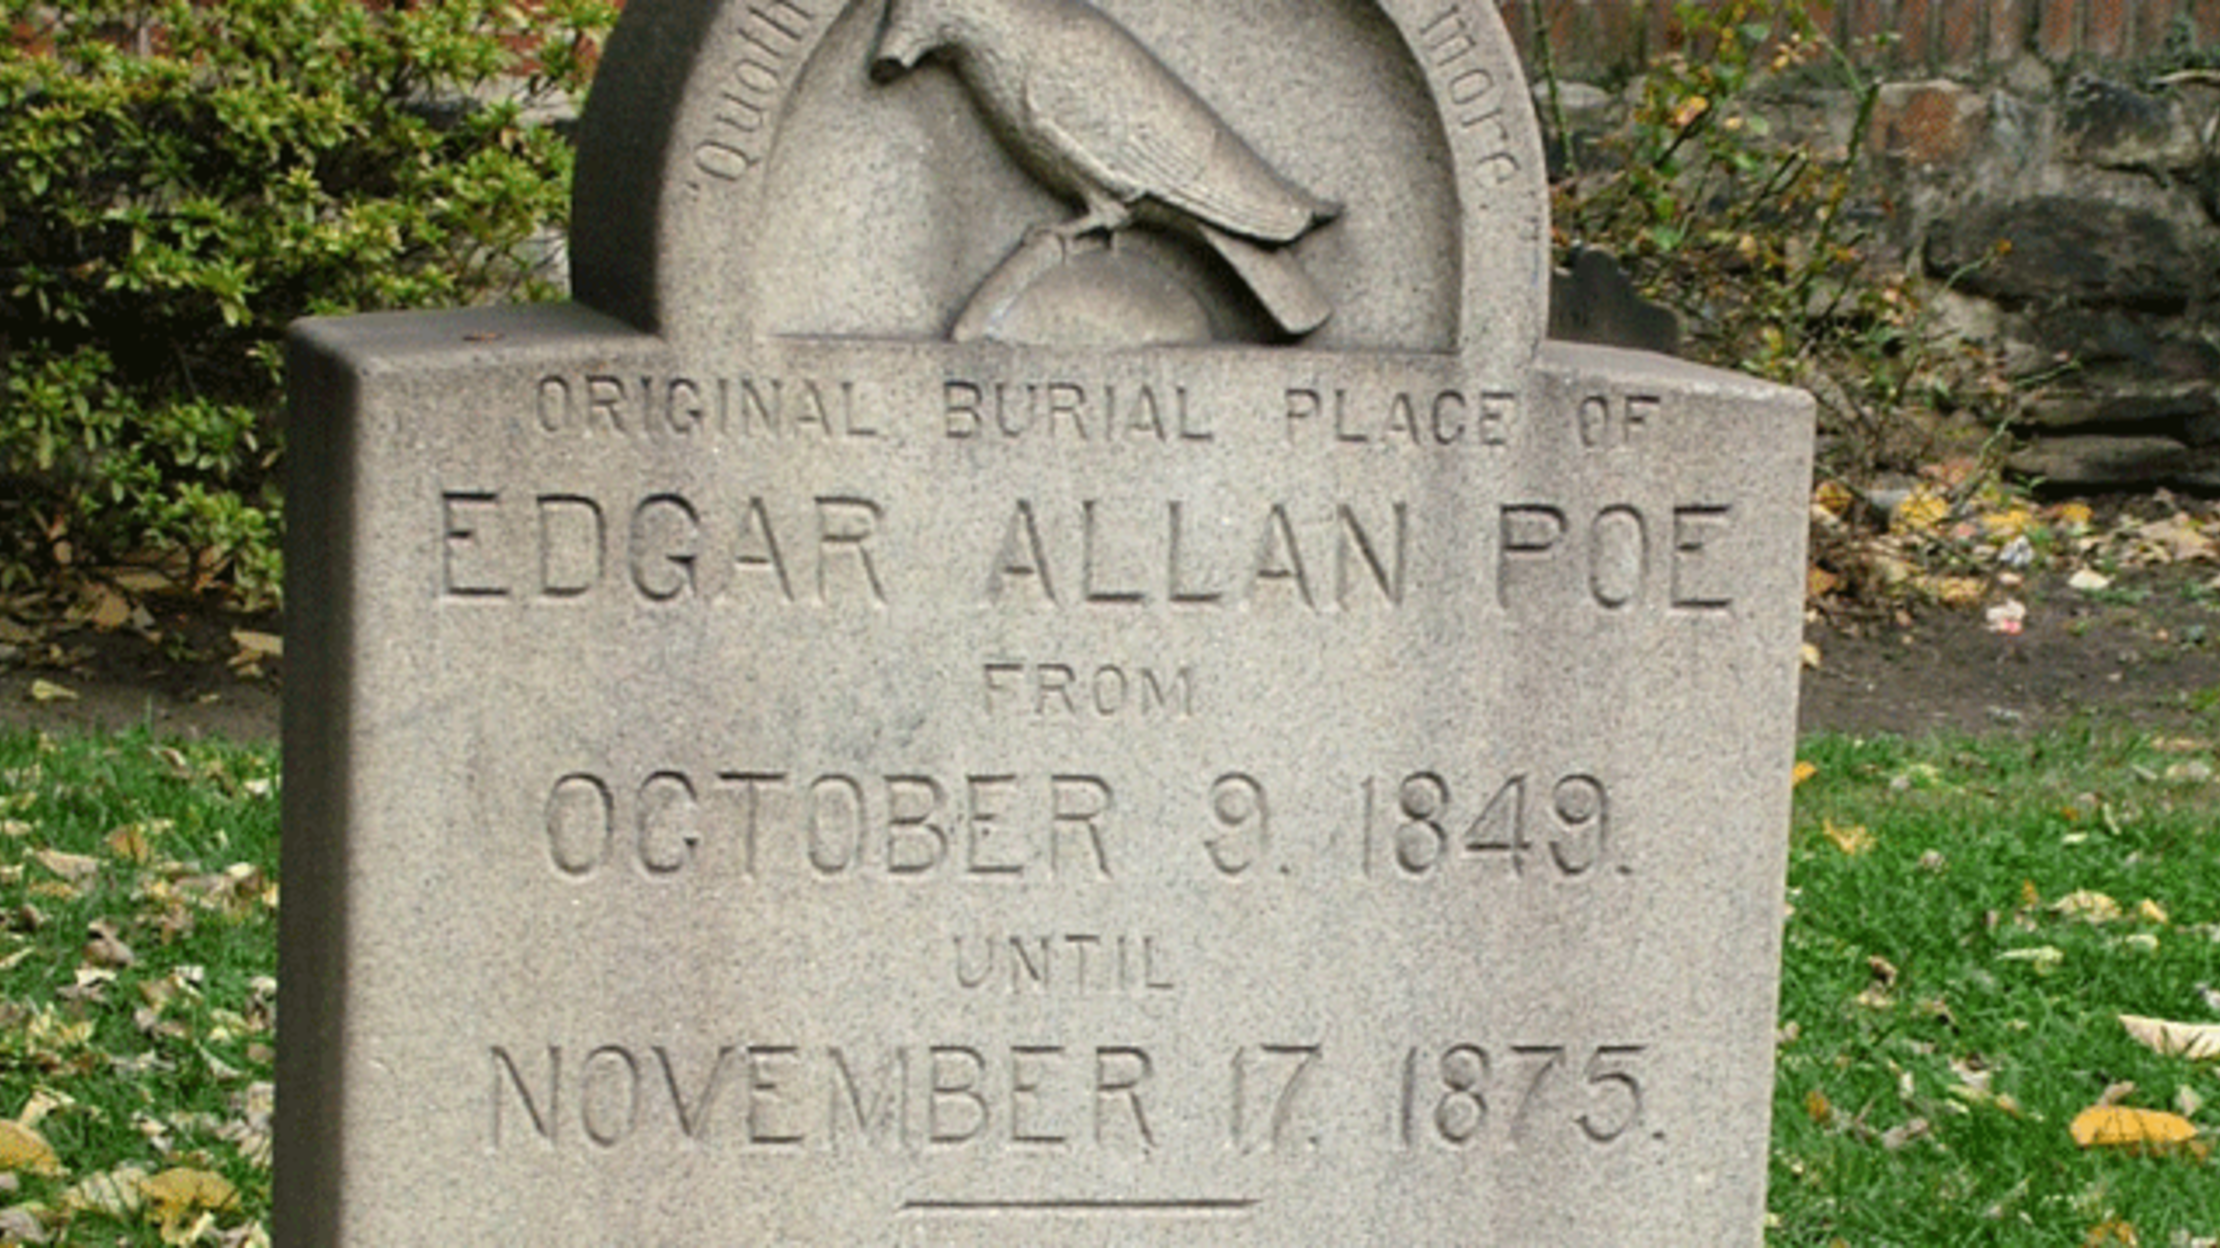 "Quoth
more."
ORIGINAL BURIAL PLACE OF
EDGAR ALLAN POE
FROM
OCTOBER 9. 1849.
UNTIL
NOVEMBER 17. 1875.